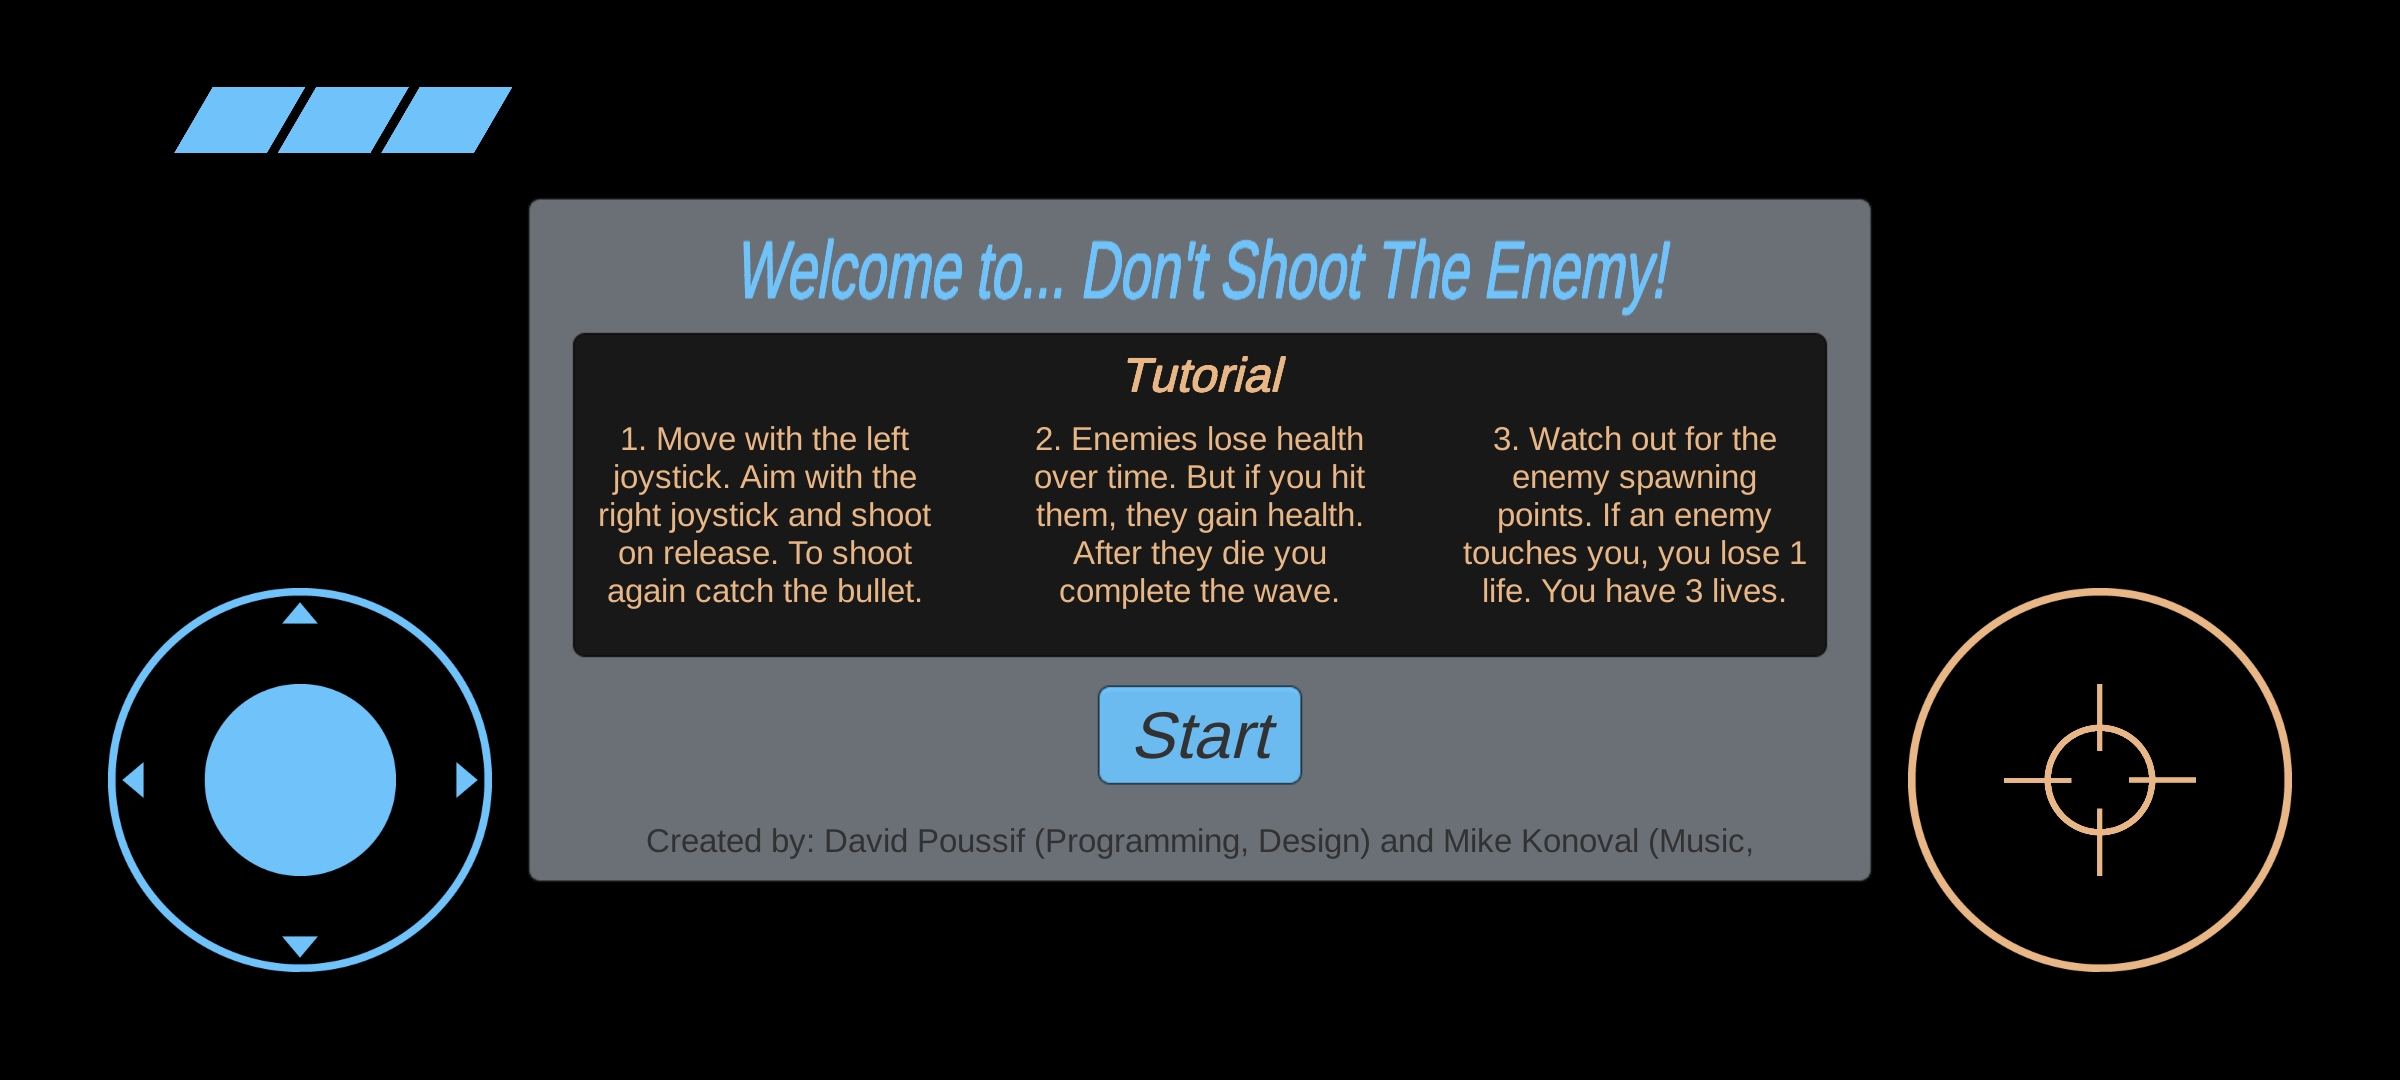 Welcome to... Don't Shoot The Enemy!
Tutorial
1. Move with the left
joystick. Aim with the
right joystick and shoot
on release. To shoot
again catch the bullet.
2. Enemies lose health
over time. But if you hit
them, they gain health.
After they die you
complete the wave.
3. Watch out for the
enemy spawning
points. If an enemy
touches you, you lose 1
life. You have 3 lives.
Start
Created by: David Poussif (Programming, Design) and Mike Konoval (Music,